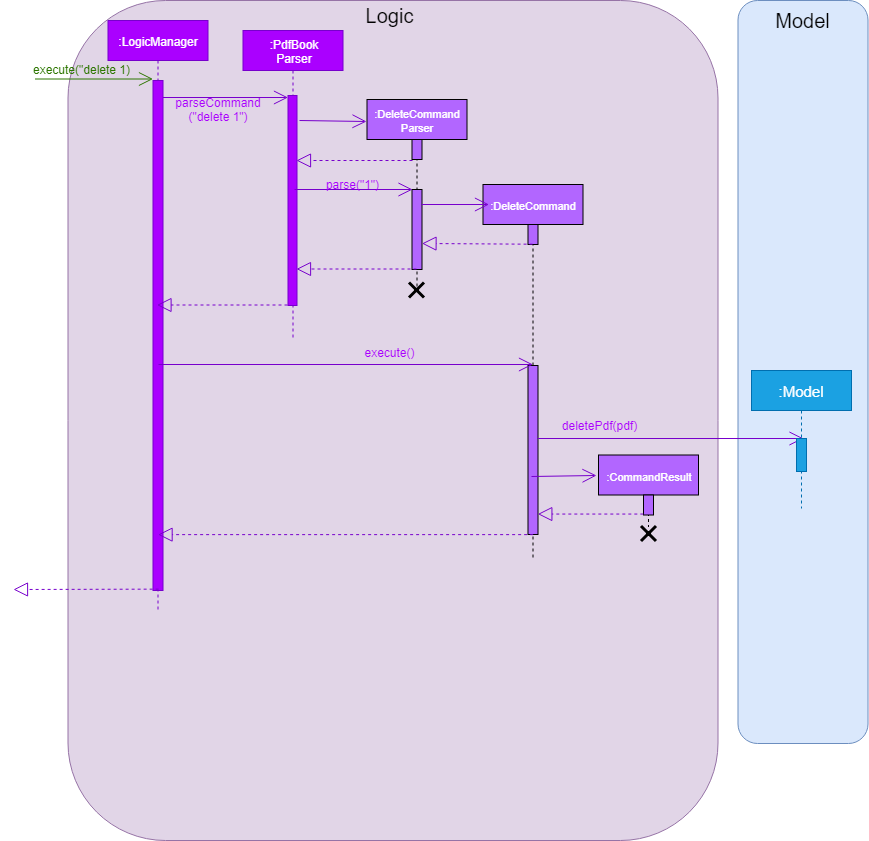 Logic
Model
:LogicManager
:PdfBook
Parser
execute("delete 1)
parseCommand
("delete 1")
:DeleteCommand
Parser
parse("1")
:DeleteCommand
execute()
:Model
deletePdf(pdf)
:CommandResult